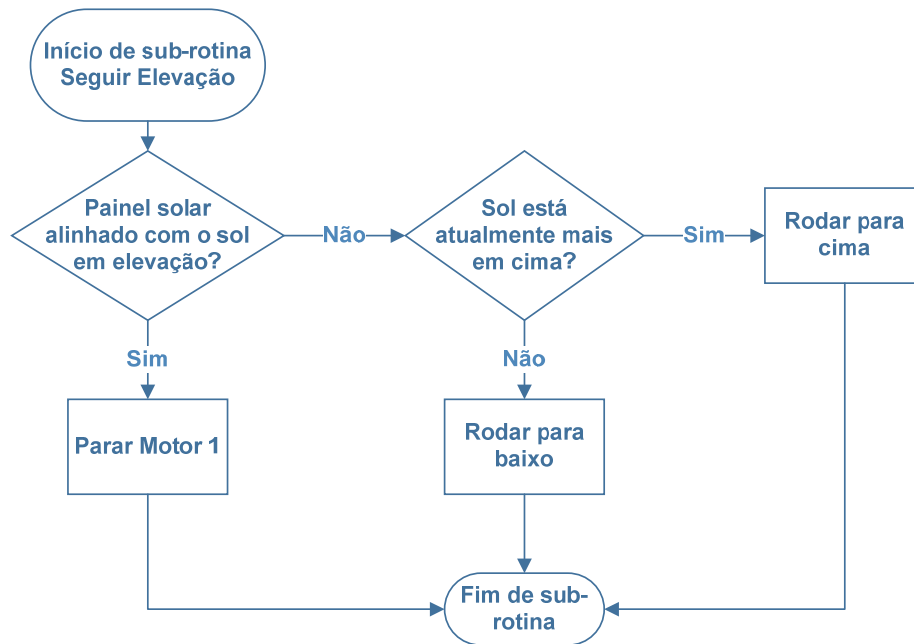 Início de sub-rotina
Seguir Elevação
Painel solar
alinhado com o sol
em elevação?
Não
Sol está
atualmente mais
em cima?
Sim
Rodar para
cima
Sim
Não
Parar Motor 1
Rodar para
baixo
Fim de sub-
rotina